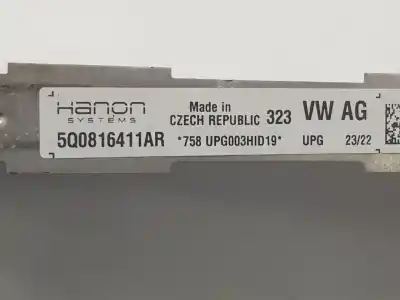 Hanon
SYSTEMS
Made in
CZECH REPUBLIC 323 VW AG
5Q0816411AR *758 UPG003HID19* UPG 23/22